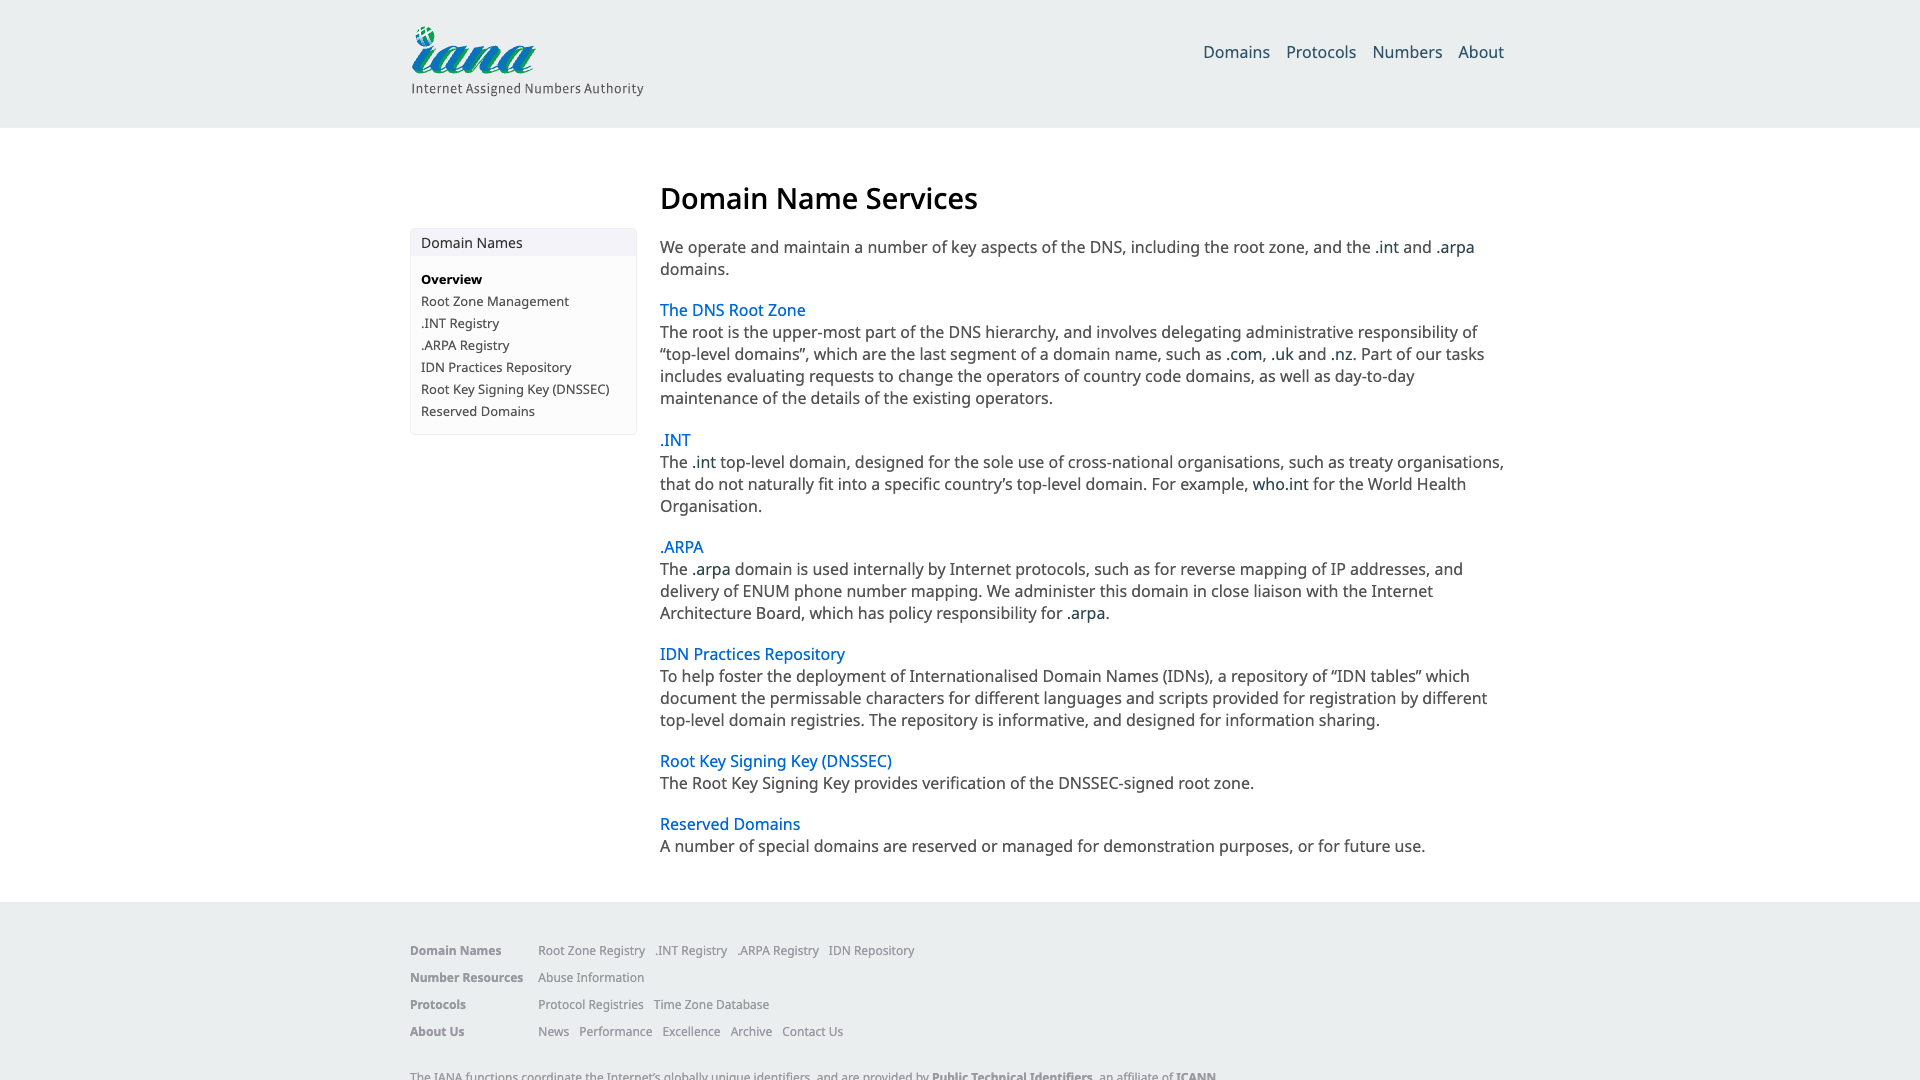 iana
Internet Assigned Numbers Authority
Domains Protocols Numbers About
Domain Names
Overview
Root Zone Management
.INT Registry
.ARPA Registry
IDN Practices Repository
Root Key Signing Key (DNSSEC)
Reserved Domains
Domain Name Services
We operate and maintain a number of key aspects of the DNS, including the root zone, and the .int and .arpa
domains.
The DNS Root Zone
The root is the upper-most part of the DNS hierarchy, and involves delegating administrative responsibility of
“top-level domains”, which are the last segment of a domain name, such as .com, .uk and .nz. Part of our tasks
includes evaluating requests to change the operators of country code domains, as well as day-to-day
maintenance of the details of the existing operators.
.INT
The .int top-level domain, designed for the sole use of cross-national organisations, such as treaty organisations,
that do not naturally fit into a specific country’s top-level domain. For example, who.int for the World Health
Organisation.
.ARPA
The .arpa domain is used internally by Internet protocols, such as for reverse mapping of IP addresses, and
delivery of ENUM phone number mapping. We administer this domain in close liaison with the Internet
Architecture Board, which has policy responsibility for .arpa.
IDN Practices Repository
To help foster the deployment of Internationalised Domain Names (IDNs), a repository of “IDN tables” which
document the permissable characters for different languages and scripts provided for registration by different
top-level domain registries. The repository is informative, and designed for information sharing.
Root Key Signing Key (DNSSEC)
The Root Key Signing Key provides verification of the DNSSEC-signed root zone.
Reserved Domains
A number of special domains are reserved or managed for demonstration purposes, or for future use.
Domain Names Root Zone Registry .INT Registry .ARPA Registry IDN Repository
Number Resources Abuse Information
Protocols Protocol Registries Time Zone Database
About Us News Performance Excellence Archive Contact Us
The IANA functions coordinate the Internet’s globally unique identifiers, and are provided by Public Technical Identifiers, an affiliate of ICANN.